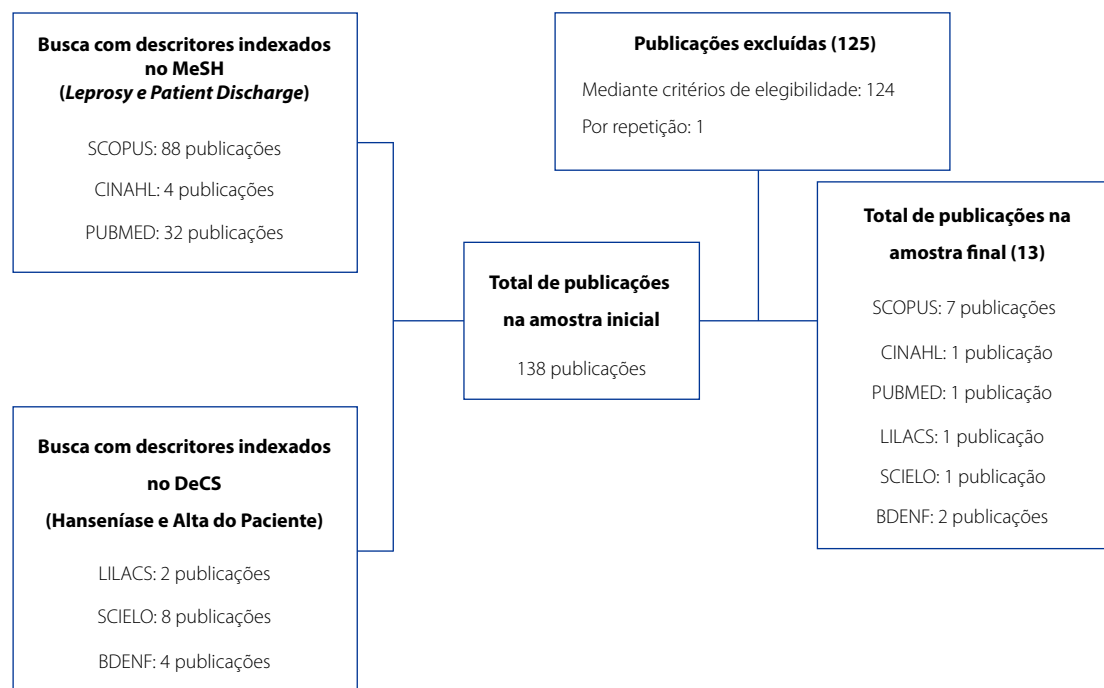 Busca com descritores indexados
no MeSH
(Leprosy e Patient Discharge)
SCOPUS: 88 publicações
CINAHL: 4 publicações
PUBMED: 32 publicações
Busca com descritores indexados
no DeCS
(Hanseníase e Alta do Paciente)
LILACS: 2 publicações
SCIELO: 8 publicações
BDENF: 4 publicações
Total de publicações
na amostra inicial
138 publicações
Publicações excluídas (125)
Mediante critérios de elegibilidade: 124
Por repetição: 1
Total de publicações na
amostra final (13)
SCOPUS: 7 publicações
CINAHL: 1 publicação
PUBMED: 1 publicação
LILACS: 1 publicação
SCIELO: 1 publicação
BDENF: 2 publicações